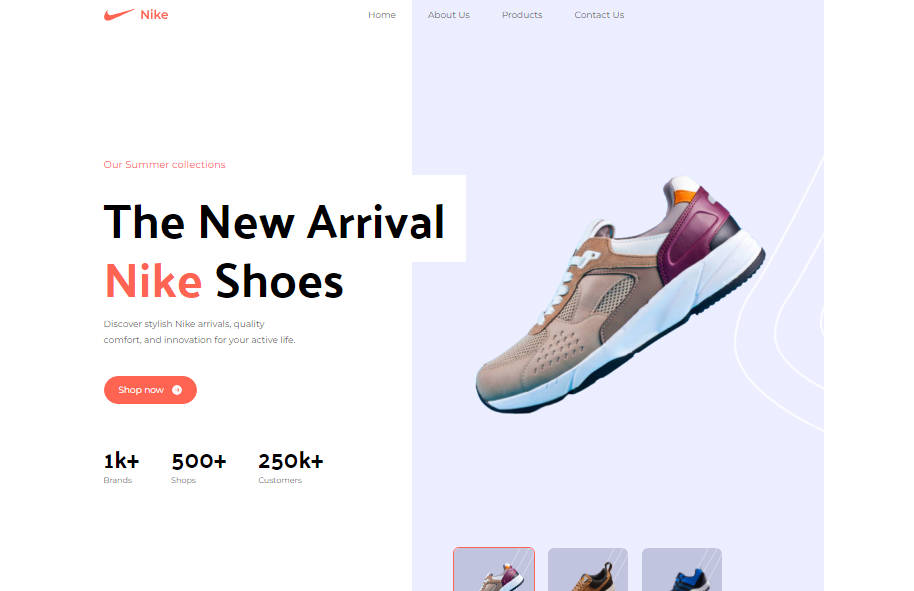 Nike
Home
About Us
Products
Contact Us
Our Summer collections
The New Arrival
Nike Shoes
Discover stylish Nike arrivals, quality
comfort, and innovation for your active life.
Shop now
1k+
500+
250k+
Brands
Shops
Customers